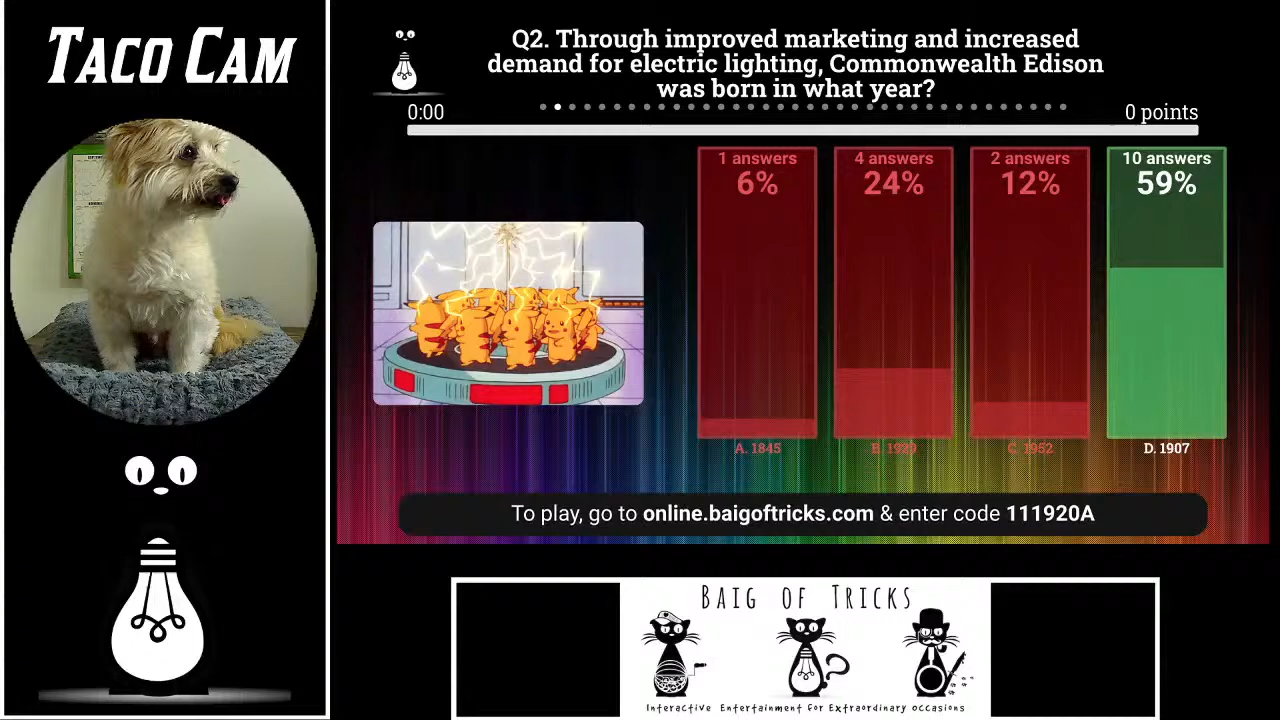 TACO CAM
Q2. Through improved marketing and increased
demand for electric lighting, Commonwealth Edison
was born in what year?
0:00
0 points
1 answers
6%
4 answers
24%
2 answers
12%
10 answers
59%
A. 1845
C. 1952
D. 1907
To play, go to online.baigoftricks.com & enter code 111920A
BAIG OF TRICKS
Interactive Entertainment for Extraordinary Occasions